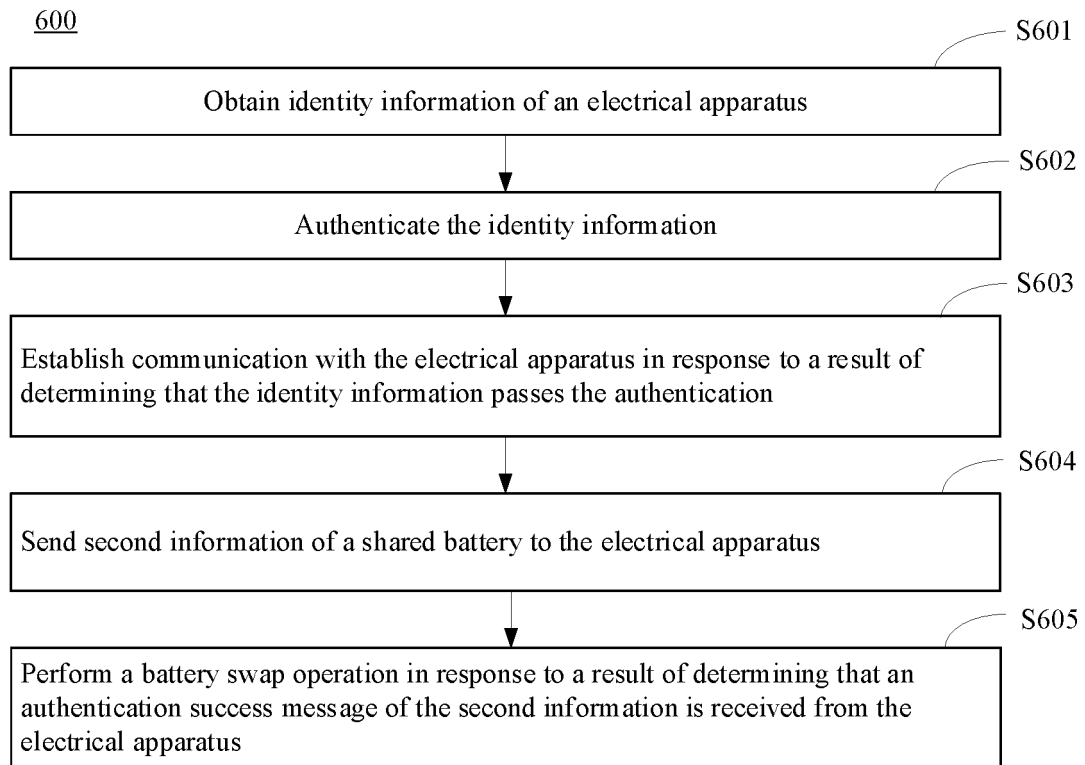 600
S601
Obtain identity information of an electrical apparatus
S602
Authenticate the identity information
S603
Establish communication with the electrical apparatus in response to a result of
determining that the identity information passes the authentication
S604
Send second information of a shared battery to the electrical apparatus
S605
Perform a battery swap operation in response to a result of determining that an
authentication success message of the second information is received from the
electrical apparatus